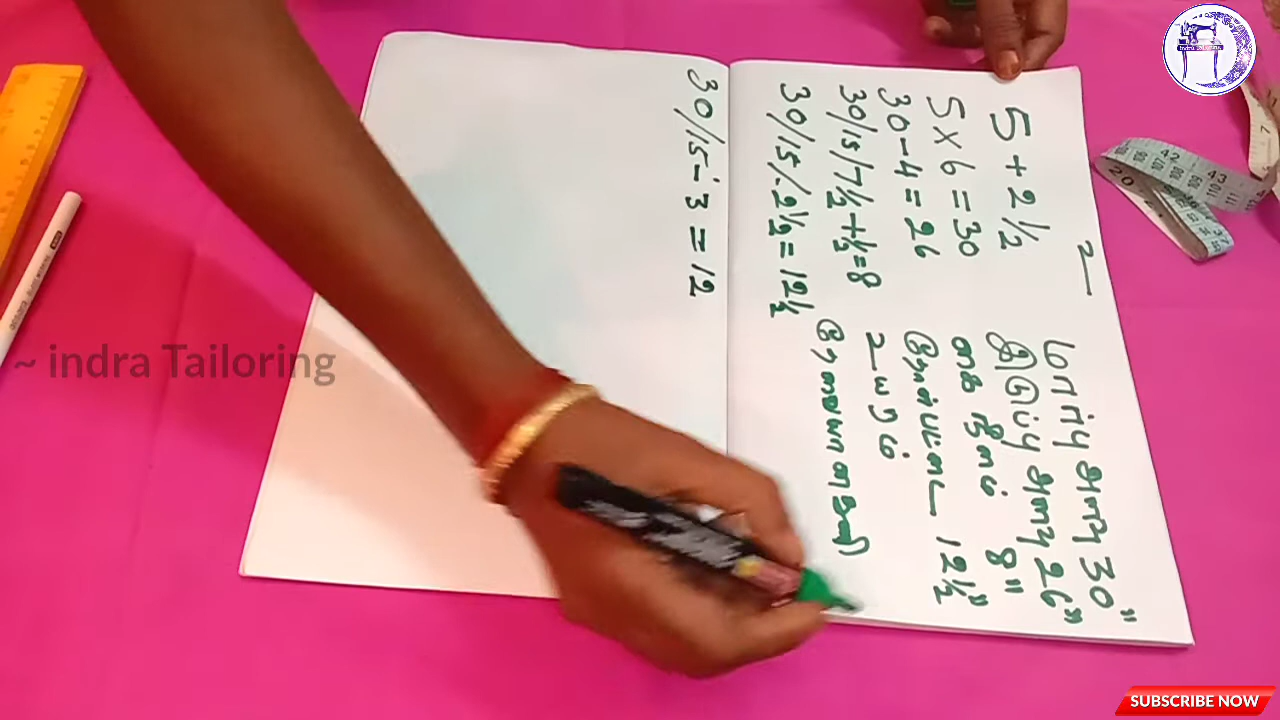 2 —
5 + 2½
5 x 6 = 30
30 - 4 = 26
30/15/7½+½=8
30/15/-2½= 12½
30/15 - 3 = 12
மார்பு அளவு 30"
இடுப்பு அளவு 26"
கை நீளம் 8"
12½"
உயரம்
~ indra Tailoring
indra Tailoring
SUBSCRIBE NOW